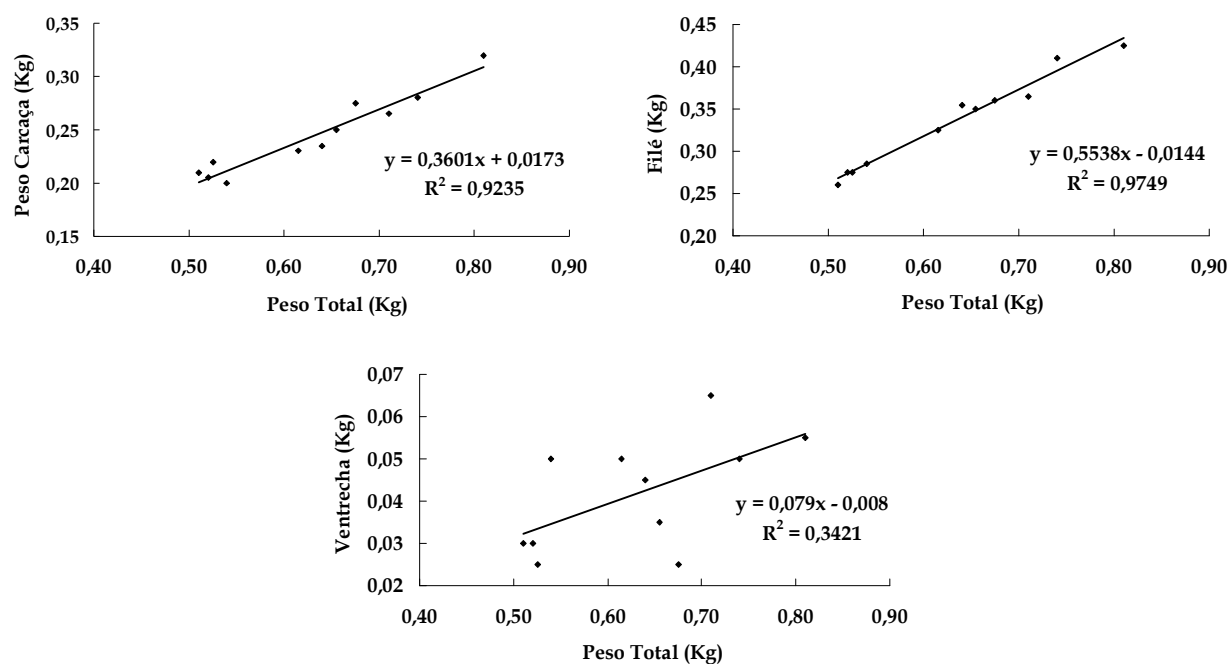 Peso Carcaça (Kg)
0,35
0,30
0,25
0,20
0,15
y = 0,3601x + 0,0173
R² = 0,9235
0,40 0,50 0,60 0,70 0,80 0,90
Peso Total (Kg)
Filé (Kg)
0,45
0,40
0,35
0,30
0,25
0,20
y = 0,5538x - 0,0144
R² = 0,9749
0,40 0,50 0,60 0,70 0,80 0,90
Peso Total (Kg)
Ventrecha (Kg)
0,07
0,06
0,05
0,04
0,03
0,02
y = 0,079x - 0,008
R² = 0,3421
0,40 0,50 0,60 0,70 0,80 0,90
Peso Total (Kg)